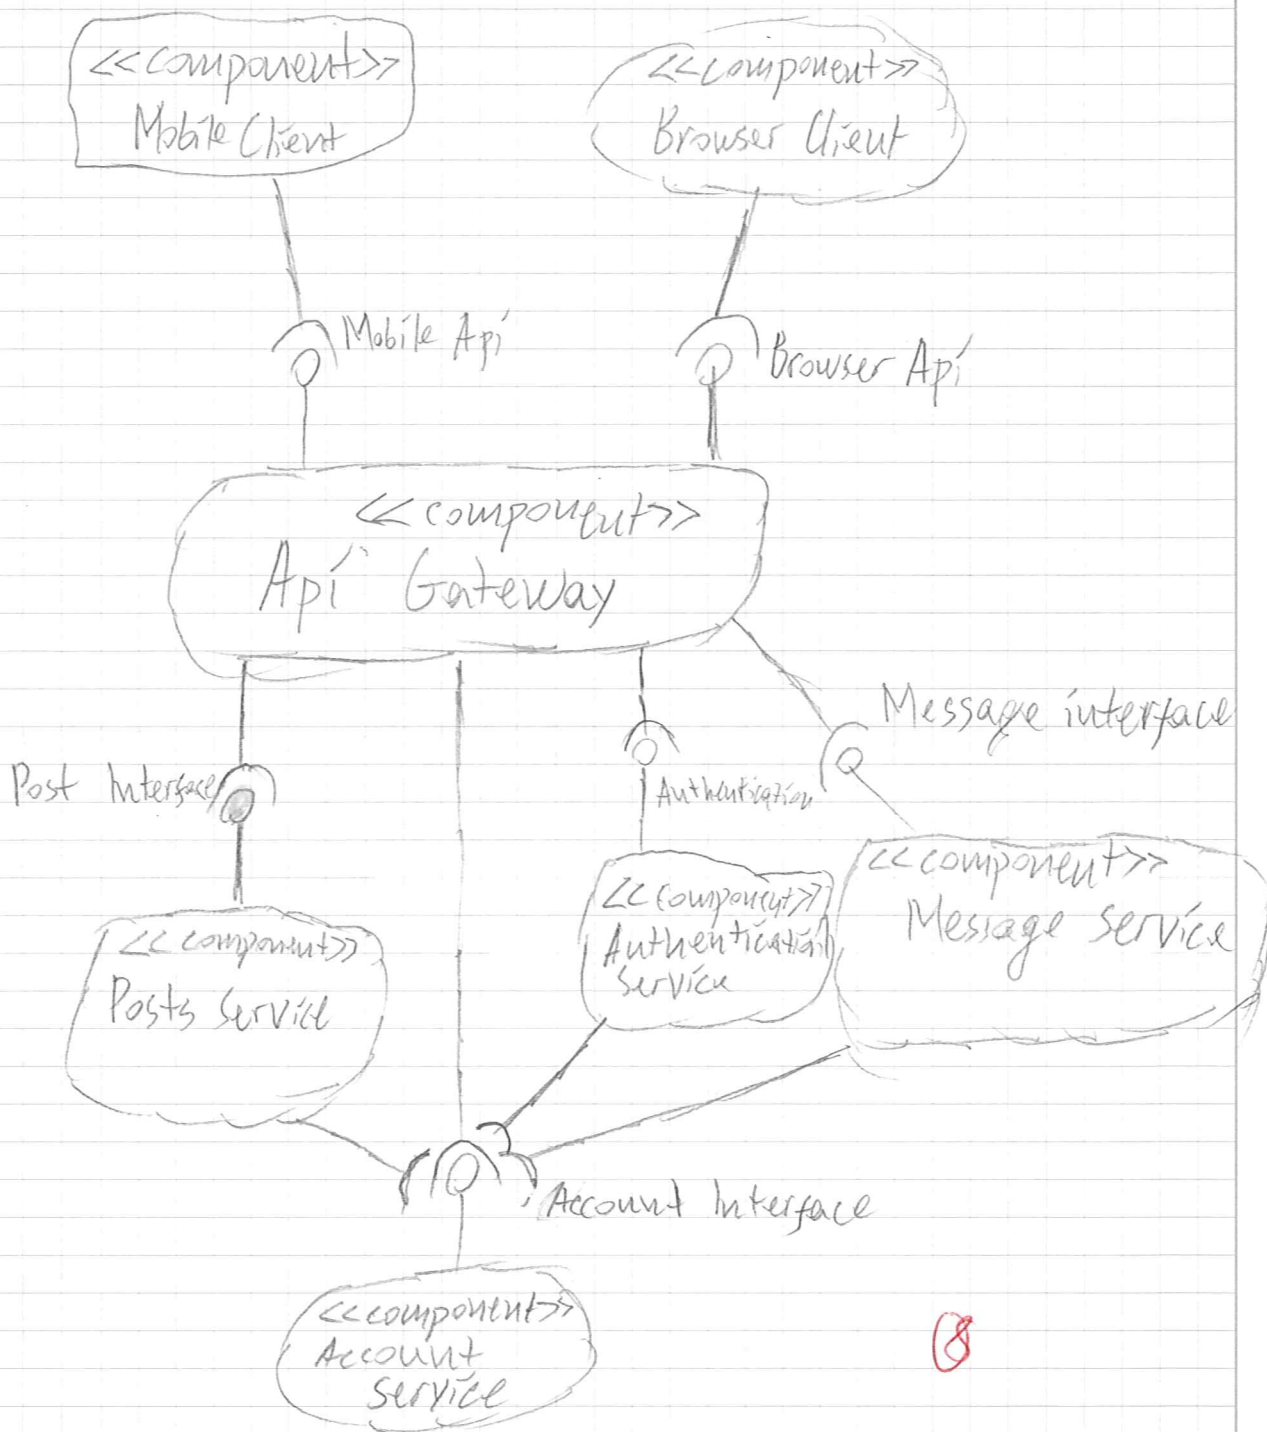 <<component>>
Mobile Client
<<component>>
Browser Client
Mobile Api
Browser Api
<<component>>
Api Gateway
Message interface
Post Interface
Authentication
<<component>>
Message Service
<<component>>
Authentication
Service
<<component>>
Posts Service
Account Interface
<<component>>
Account
Service
8